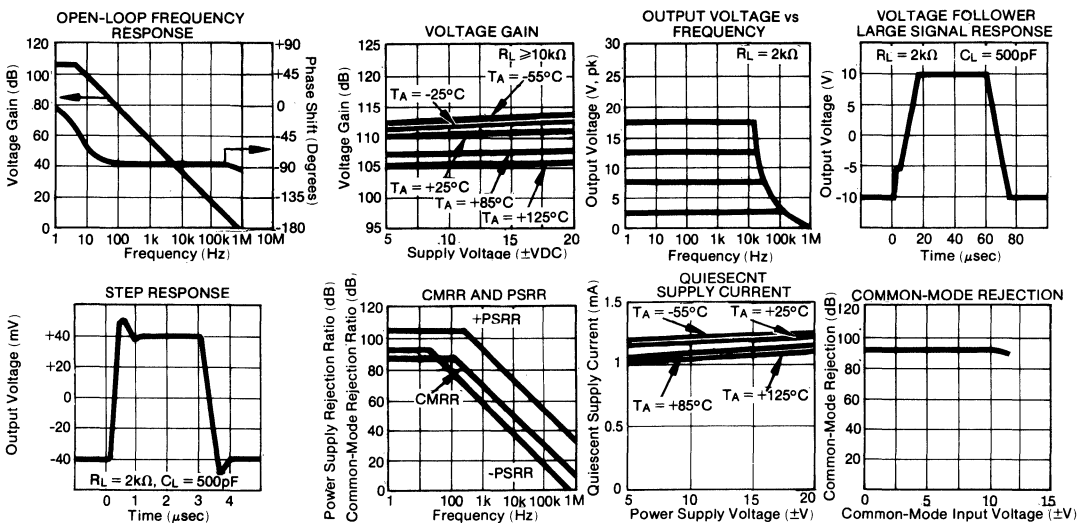 OPEN-LOOP FREQUENCY
RESPONSE
120
100
80
60
40
20
0
+90
+45
0
-45
-90
-135
-180
Voltage Gain (dB)
Phase Shift (Degrees)
1 10 100 1k 10k 100k 1M 10M
Frequency (Hz)
VOLTAGE GAIN
125
120
115
110
105
100
95
Voltage Gain (dB)
RL ≥10kΩ
TA = -55°C
TA = -25°C
TA = +25°C
TA = +85°C
TA = +125°C
5 10 15 20
Supply Voltage (±VDC)
OUTPUT VOLTAGE vs
FREQUENCY
30
25
20
15
10
5
0
Output Voltage (V, pk)
RL = 2kΩ
1 10 100 1k 10k 100k 1M
Frequency (Hz)
VOLTAGE FOLLOWER
LARGE SIGNAL RESPONSE
RL = 2kΩ CL = 500pF
+10
+5
0
-5
-10
Output Voltage (V)
0 20 40 60 80
Time (μsec)
STEP RESPONSE
+40
+20
0
-20
-40
Output Voltage (mV)
RL = 2kΩ, CL = 500pF
0 1 2 3 4
Time (μsec)
CMRR AND PSRR
120
100
80
60
40
20
0
Power Supply Rejection Ratio (dB)
Common-Mode Rejection Ratio (dB,
+PSRR
CMRR
-PSRR
1 10 100 1k 10k 100k 1M
Frequency (Hz)
QUIESECNT
SUPPLY CURRENT
1.5
1
0.5
0
Quiescent Supply Current (mA)
TA = -55°C
TA = +25°C
TA = +85°C
TA = +125°C
5 10 15 20
Power Supply Voltage (±V)
COMMON-MODE REJECTION
120
100
80
60
40
20
Common-Mode Rejection (dB)
0 5 10 15
Common-Mode Input Voltage (±V)